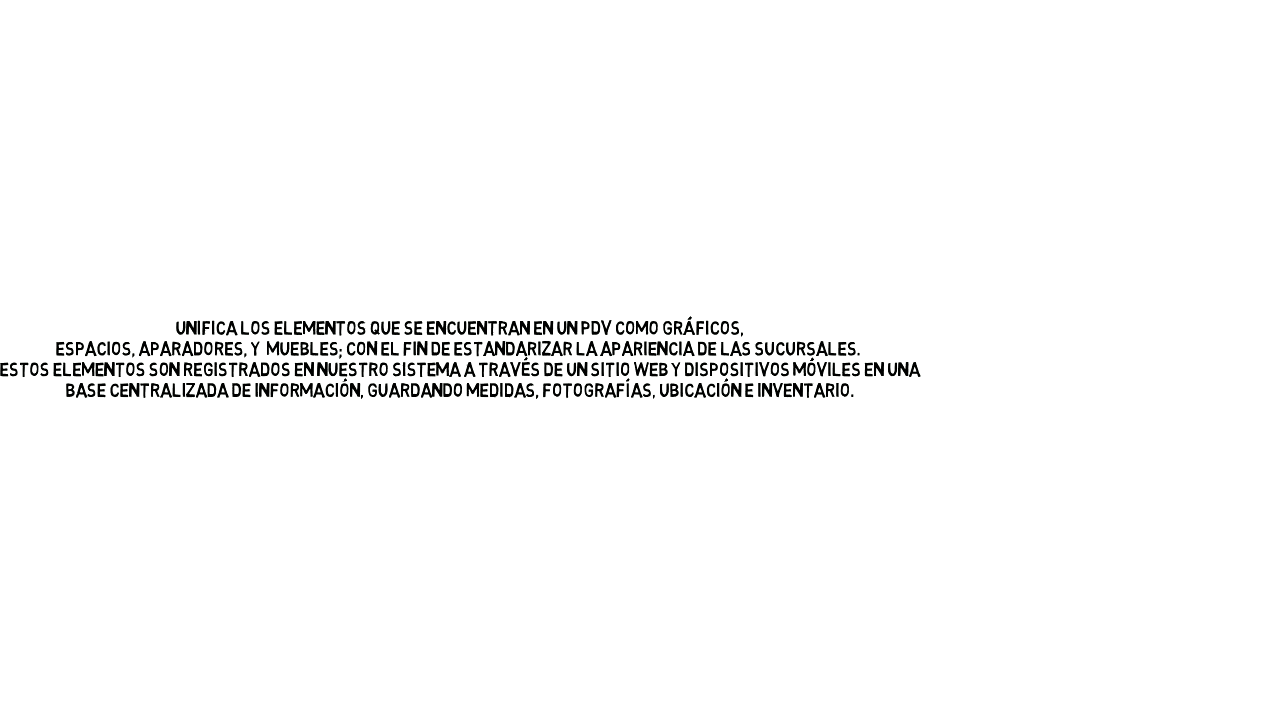 UNIFICA LOS ELEMENTOS QUE SE ENCUENTRAN EN UN PDV COMO GRÁFICOS,
ESPACIOS, APARADORES, Y MUEBLES; CON EL FIN DE ESTANDARIZAR LA APARIENCIA DE LAS SUCURSALES.
ESTOS ELEMENTOS SON REGISTRADOS EN NUESTRO SISTEMA A TRAVÉS DE UN SITIO WEB Y DISPOSITIVOS MÓVILES EN UNA
BASE CENTRALIZADA DE INFORMACIÓN, GUARDANDO MEDIDAS, FOTOGRAFÍAS, UBICACIÓN E INVENTARIO.